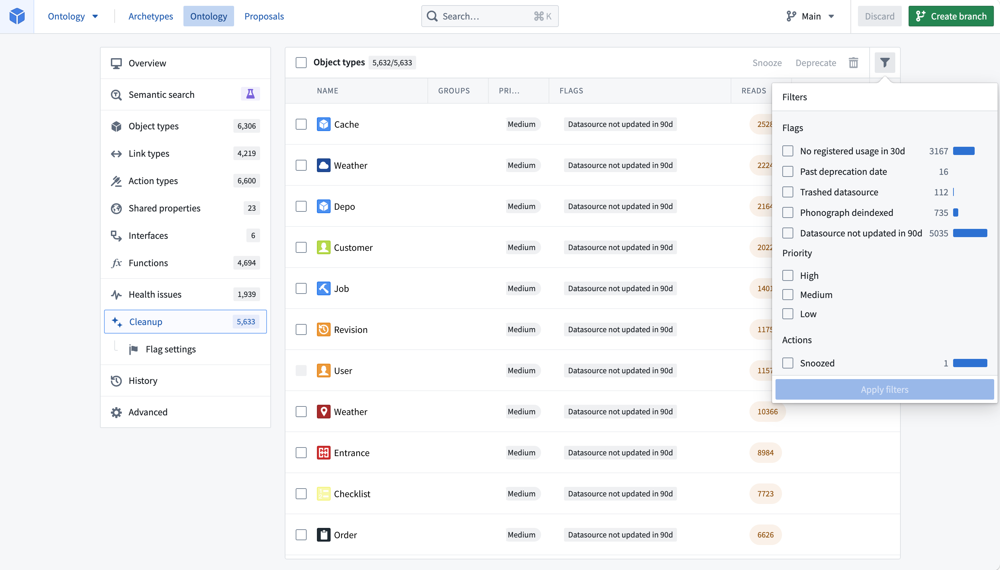 Ontology
Archetypes
Ontology
Proposals
Search...
⌘ K
Main
Discard
Create branch
Overview
Semantic search
Object types 6,306
Link types 4,219
Action types 6,600
Shared properties 23
Interfaces 6
Functions 4,694
Health issues 1,939
Cleanup 5,633
Flag settings
History
Advanced
Object types 5,632/5,633
Snooze
Deprecate
NAME GROUPS PRI... FLAGS READS
Cache Medium Datasource not updated in 90d 2528
Weather Medium Datasource not updated in 90d 2224
Depo Medium Datasource not updated in 90d 2164
Customer Medium Datasource not updated in 90d 2022
Job Medium Datasource not updated in 90d 1401
Revision Medium Datasource not updated in 90d 1175
User Medium Datasource not updated in 90d 1157
Weather Medium Datasource not updated in 90d 10366
Entrance Medium Datasource not updated in 90d 8984
Checklist Medium Datasource not updated in 90d 7723
Order Medium Datasource not updated in 90d 6626
Filters
Flags
No registered usage in 30d 3167
Past deprecation date 16
Trashed datasource 112
Phonograph deindexed 735
Datasource not updated in 90d 5035
Priority
High
Medium
Low
Actions
Snoozed 1
Apply filters